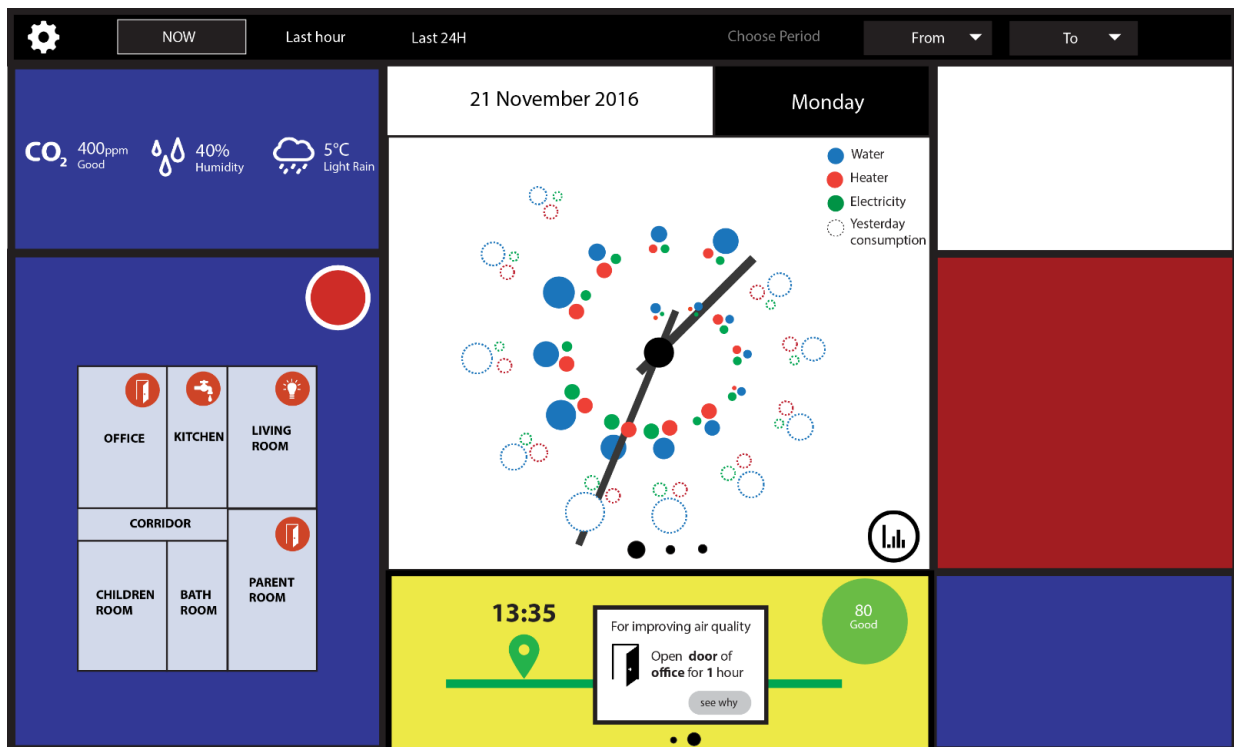 NOW
Last hour
Last 24H
Choose Period
From
To
CO2
400ppm
Good
40%
Humidity
5°C
Light Rain
21 November 2016
Monday
Water
Heater
Electricity
Yesterday
consumption
OFFICE
KITCHEN
LIVING
ROOM
CORRIDOR
CHILDREN
ROOM
BATH
ROOM
PARENT
ROOM
13:35
For improving air quality
Open door of
office for 1 hour
see why
80
Good